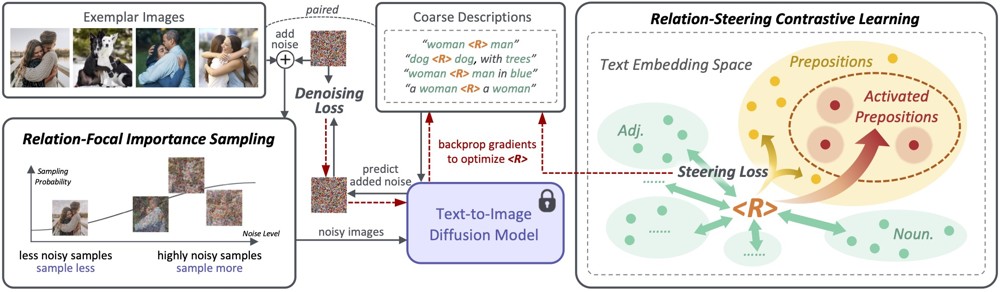 Exemplar Images
paired
add
noise
Denoising
Loss
Coarse Descriptions
"woman <R> man"
"dog <R> dog, with trees"
"woman <R> man in blue"
"a woman <R> a woman"
Relation-Focal Importance Sampling
Sampling
Probability
Noise Level
less noisy samples
sample less
highly noisy samples
sample more
predict
added noise
noisy images
backprop gradients
to optimize <R>
Text-to-Image
Diffusion Model
Relation-Steering Contrastive Learning
Text Embedding Space
Prepositions
Activated
Prepositions
Adj.
......
Steering Loss
<R>
......
......
Noun.